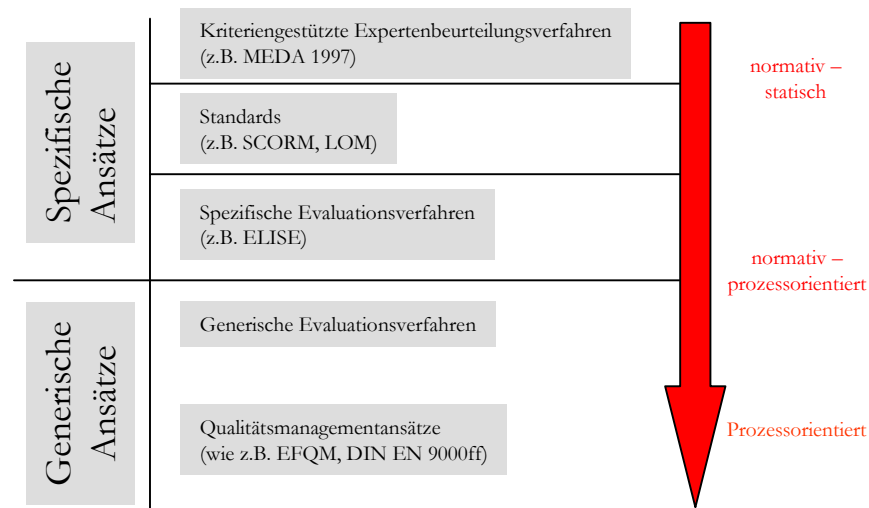 Spezifische
Ansätze
Kriteriengestützte Expertenbeurteilungsverfahren
(z.B. MEDA 1997)
Standards
(z.B. SCORM, LOM)
Spezifische Evaluationsverfahren
(z.B. ELISE)
Generische
Ansätze
Generische Evaluationsverfahren
Qualitätsmanagementansätze
(wie z.B. EFQM, DIN EN 9000ff)
normativ –
statisch
normativ –
prozessorientiert
Prozessorientiert